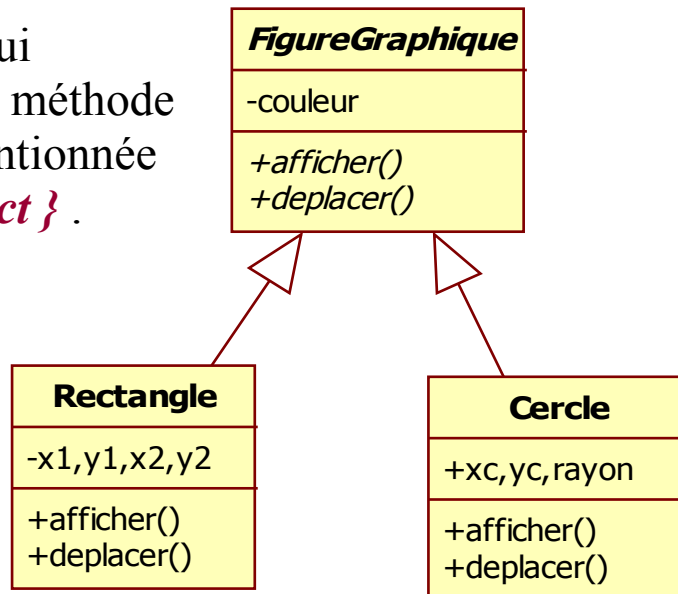 ui
méthode
ntionnée
ct } .
FigureGraphique
-couleur
+afficher()
+deplacer()
Rectangle
-x1,y1,x2,y2
+afficher()
+deplacer()
Cercle
+xc,yc,rayon
+afficher()
+deplacer()